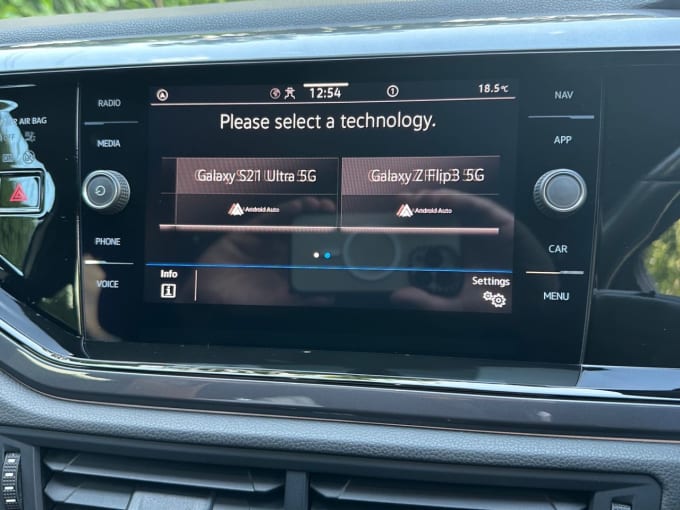 RADIO
MEDIA
PHONE
VOICE
AIR BAG
12:54
18.5°C
Please select a technology.
Galaxy S21 Ultra 5G
Android Auto
Galaxy Z Flip3 5G
Android Auto
Info
Settings
NAV
APP
CAR
MENU